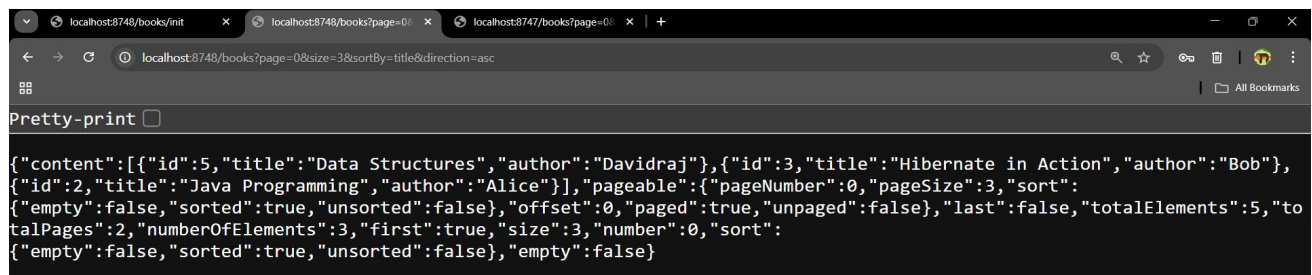 localhost:8748/books/init
localhost:8748/books?page=0&
localhost:8747/books?page=0&
localhost:8748/books?page=0&size=3&sortBy=title&direction=asc
All Bookmarks
Pretty-print
{"content":[{"id":5,"title":"Data Structures","author":"Davidraj"},{"id":3,"title":"Hibernate in Action","author":"Bob"},
{"id":2,"title":"Java Programming","author":"Alice"}],"pageable":{"pageNumber":0,"pageSize":3,"sort":
{"empty":false,"sorted":true,"unsorted":false},"offset":0,"paged":true,"unpaged":false},"last":false,"totalElements":5,"to
talPages":2,"numberOfElements":3,"first":true,"size":3,"number":0,"sort":
{"empty":false,"sorted":true,"unsorted":false},"empty":false}